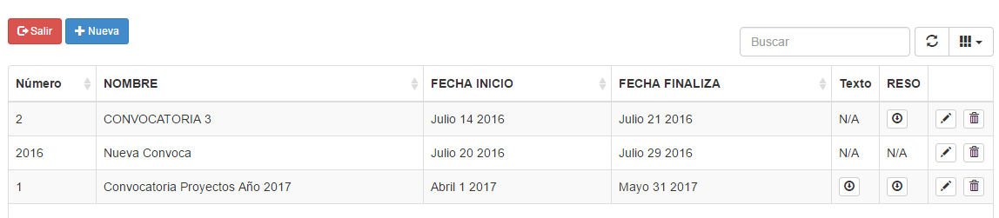 Salir Nueva
Buscar
Número NOMBRE FECHA INICIO FECHA FINALIZA Texto RESO
2 CONVOCATORIA 3 Julio 14 2016 Julio 21 2016 N/A
2016 Nueva Convoca Julio 20 2016 Julio 29 2016 N/A N/A
1 Convocatoria Proyectos Año 2017 Abril 1 2017 Mayo 31 2017